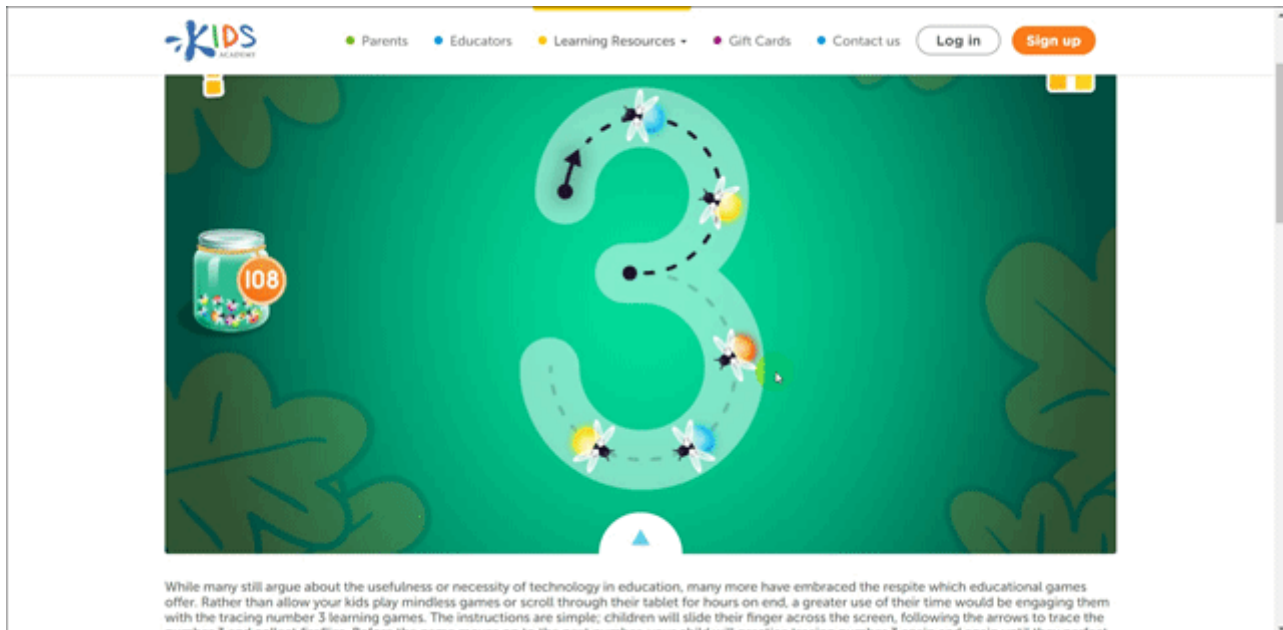 KIDS
ACADEMY
Parents
Educators
Learning Resources
Gift Cards
Contact us
Log in
Sign up
3
108
While many still argue about the usefulness or necessity of technology in education, many more have embraced the respite which educational games
offer. Rather than allow your kids play mindless games or scroll through their tablet for hours on end, a greater use of their time would be engaging them
with the tracing number 3 learning games. The instructions are simple; children will slide their finger across the screen, following the arrows to trace the